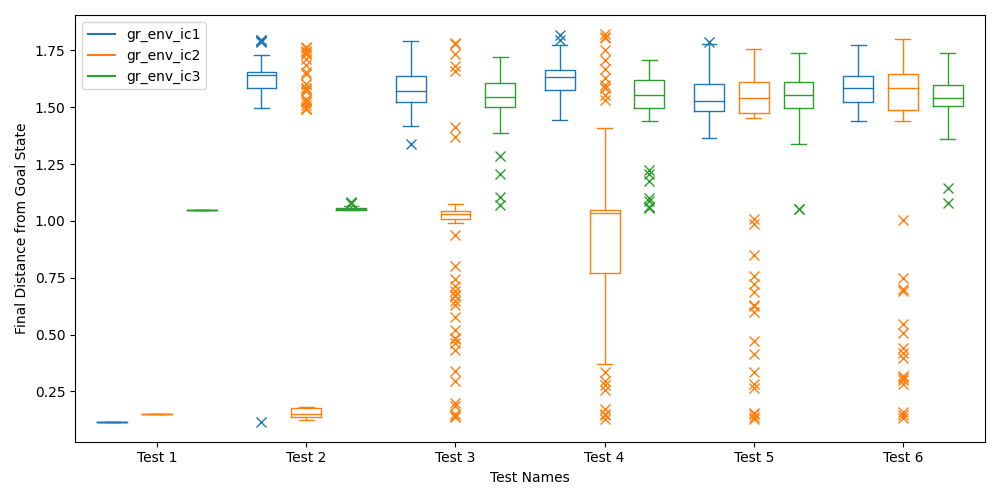 gr_env_ic1
gr_env_ic2
gr_env_ic3
Final Distance from Goal State
1.75
1.50
1.25
1.00
0.75
0.50
0.25
Test 1 Test 2 Test 3 Test 4 Test 5 Test 6
Test Names